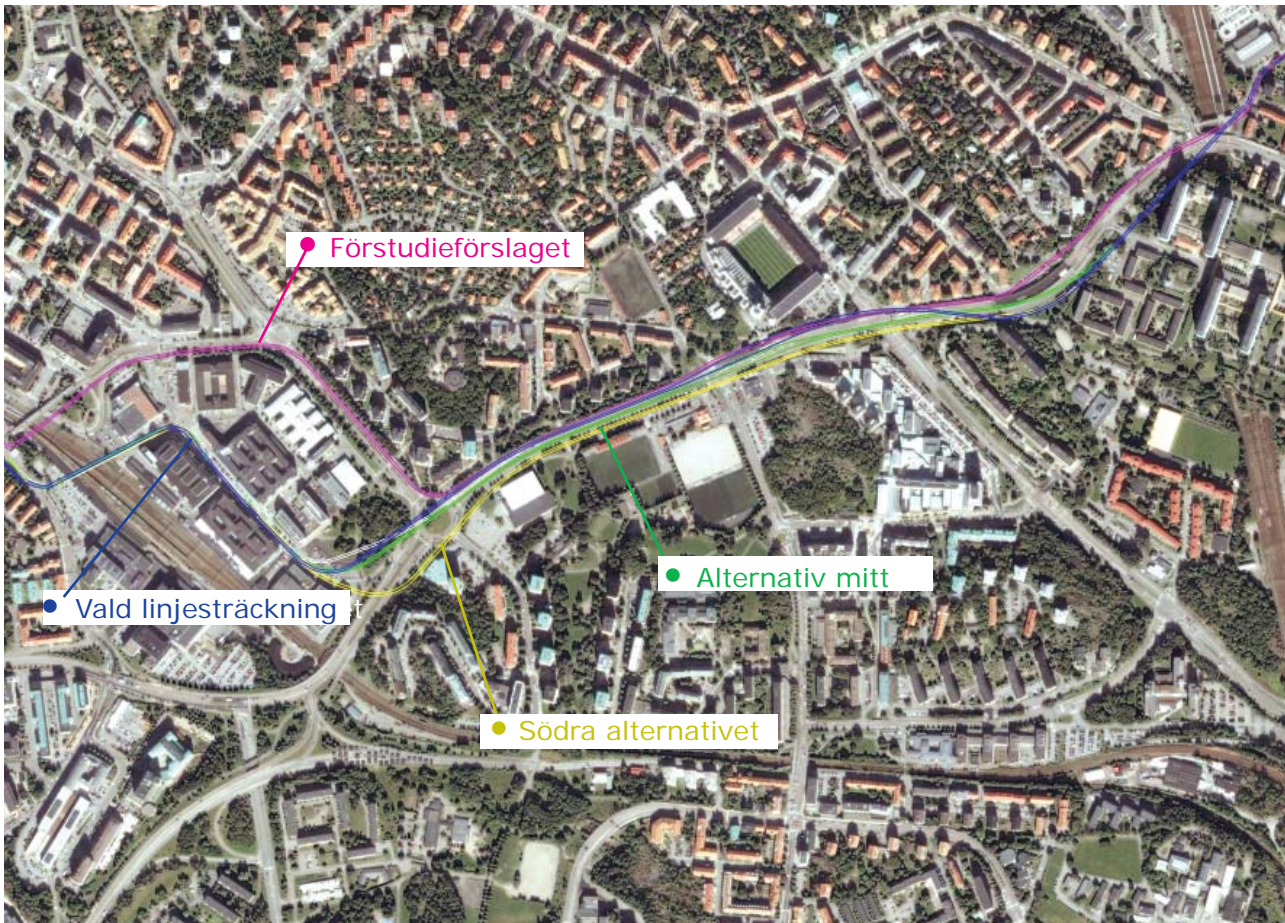 Förstudieförslaget
Alternativ mitt
Vald linjesträckning
Södra alternativet